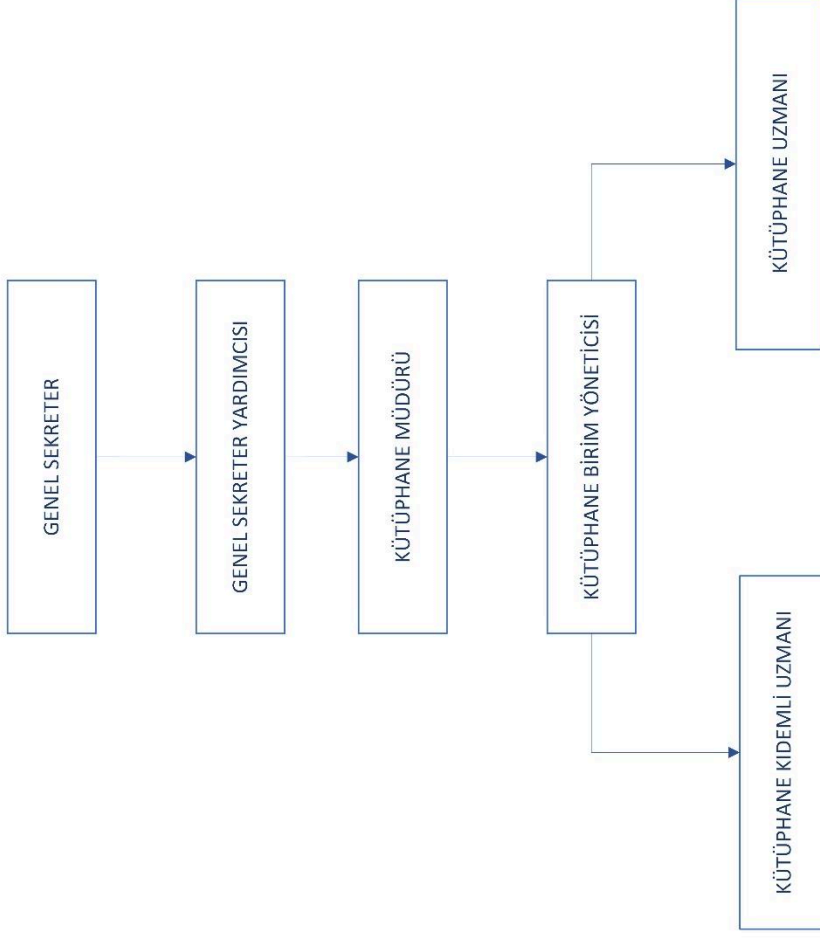 GENEL SEKRETER
GENEL SEKRETER YARDIMCISI
KÜTÜPHANE MÜDÜRÜ
KÜTÜPHANE BİRİM YÖNETİCİSİ
KÜTÜPHANE KIDEMLİ UZMANI
KÜTÜPHANE UZMANI